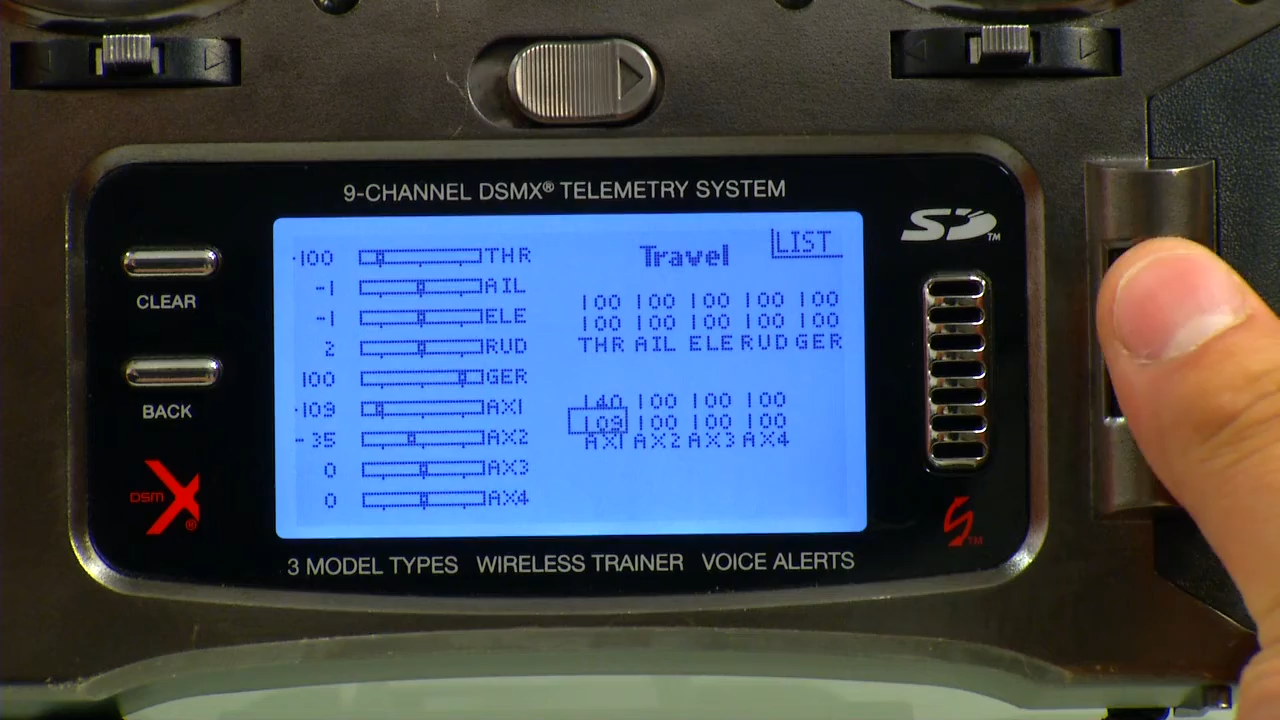 9-CHANNEL DSMX® TELEMETRY SYSTEM
SD™
CLEAR
BACK
DSM X®
-100 THR
-1 AIL
-1 ELE
2 RUD
100 GER
-109 AX1
-35 AX2
0 AX3
0 AX4
Travel
LIST
100 100 100 100 100
100 100 100 100 100
THR AIL ELE RUD GER
140 100 100 100
109 100 100 100
AX1 AX2 AX3 AX4
S™
3 MODEL TYPES WIRELESS TRAINER VOICE ALERTS